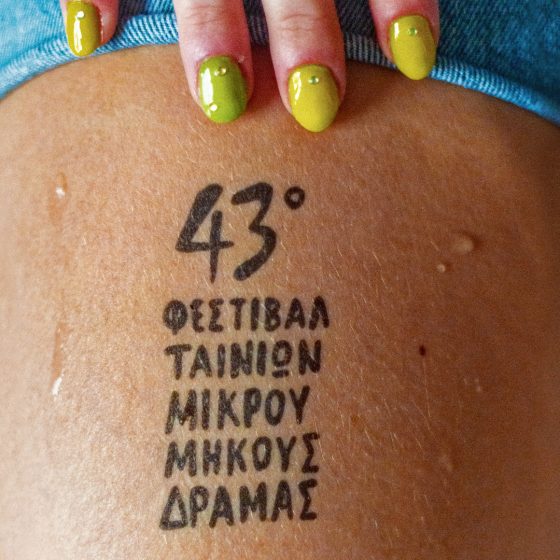 43°
ΦΕΣΤΙΒΑΛ
ΤΑΙΝΙΩΝ
ΜΙΚΡΟΥ
ΜΗΚΟΥΣ
ΔΡΑΜΑΣ